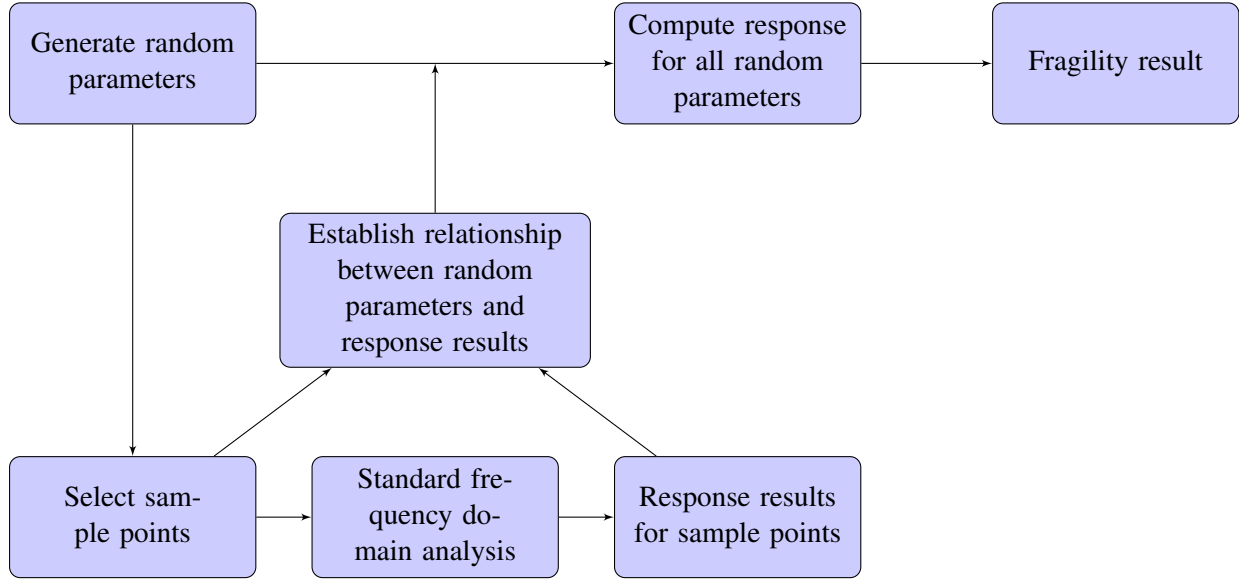 Generate random
parameters
Compute response
for all random
parameters
Fragility result
Establish relationship
between random
parameters and
response results
Select sam-
ple points
Standard fre-
quency do-
main analysis
Response results
for sample points